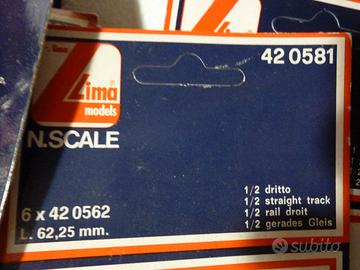 Lima
models
42 0581
N.SCALE
6 x 42 0562
L. 62,25 mm.
1/2 dritto
1/2 straight track
1/2 rail droit
1/2 gerades Gleis
subito